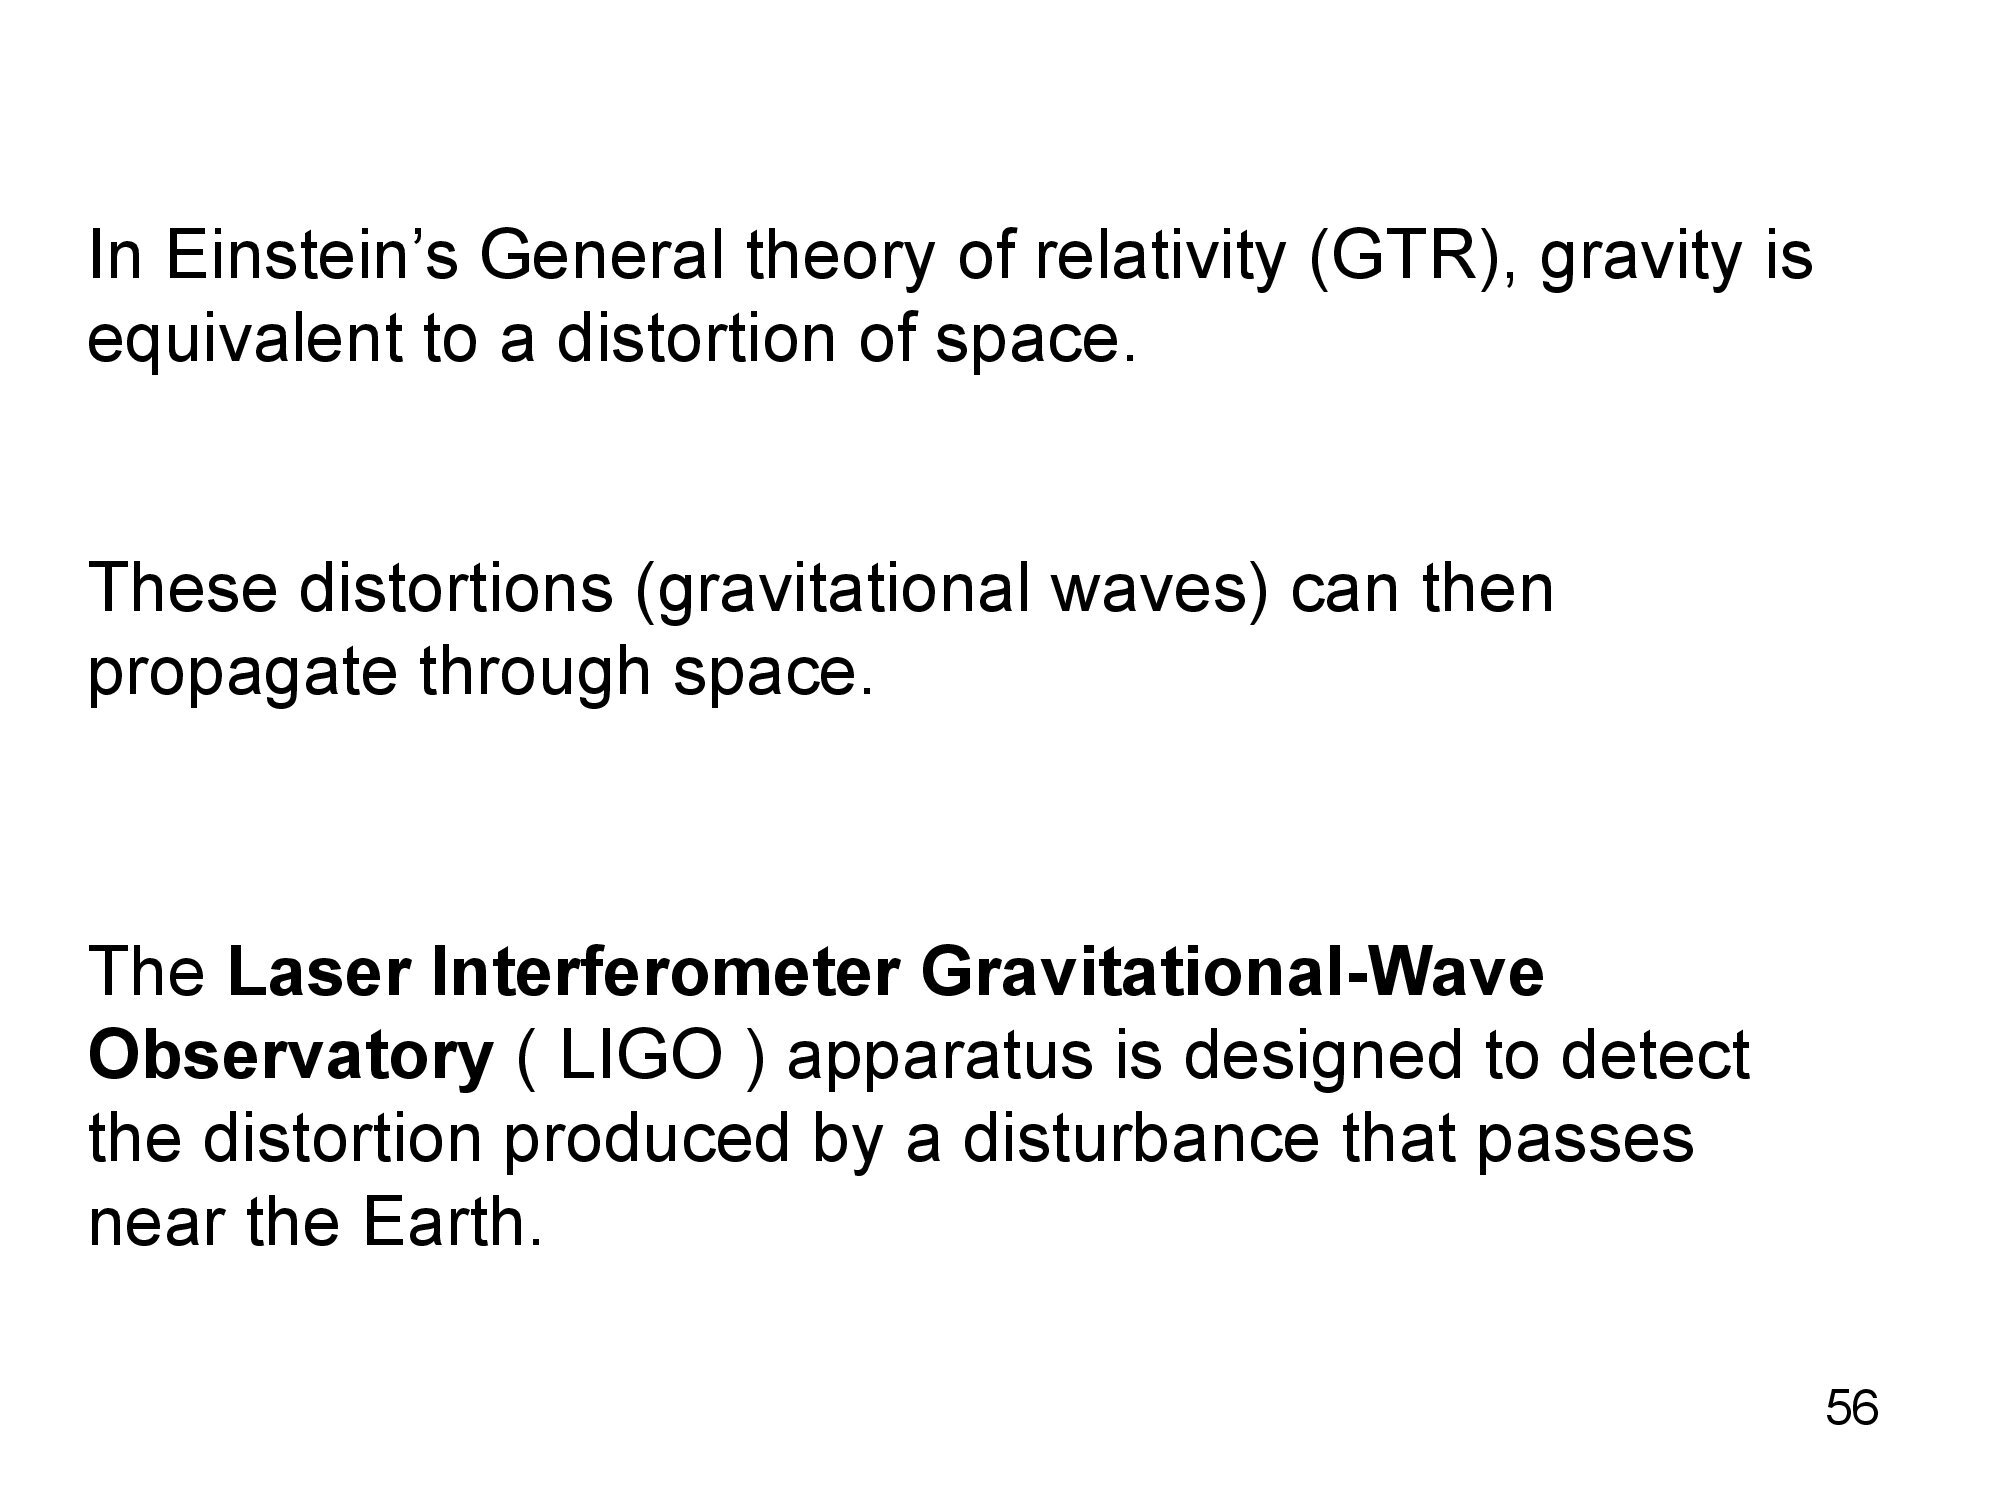 In Einstein’s General theory of relativity (GTR), gravity is
equivalent to a distortion of space.
These distortions (gravitational waves) can then
propagate through space.
The Laser Interferometer Gravitational-Wave
Observatory ( LIGO ) apparatus is designed to detect
the distortion produced by a disturbance that passes
near the Earth.
56